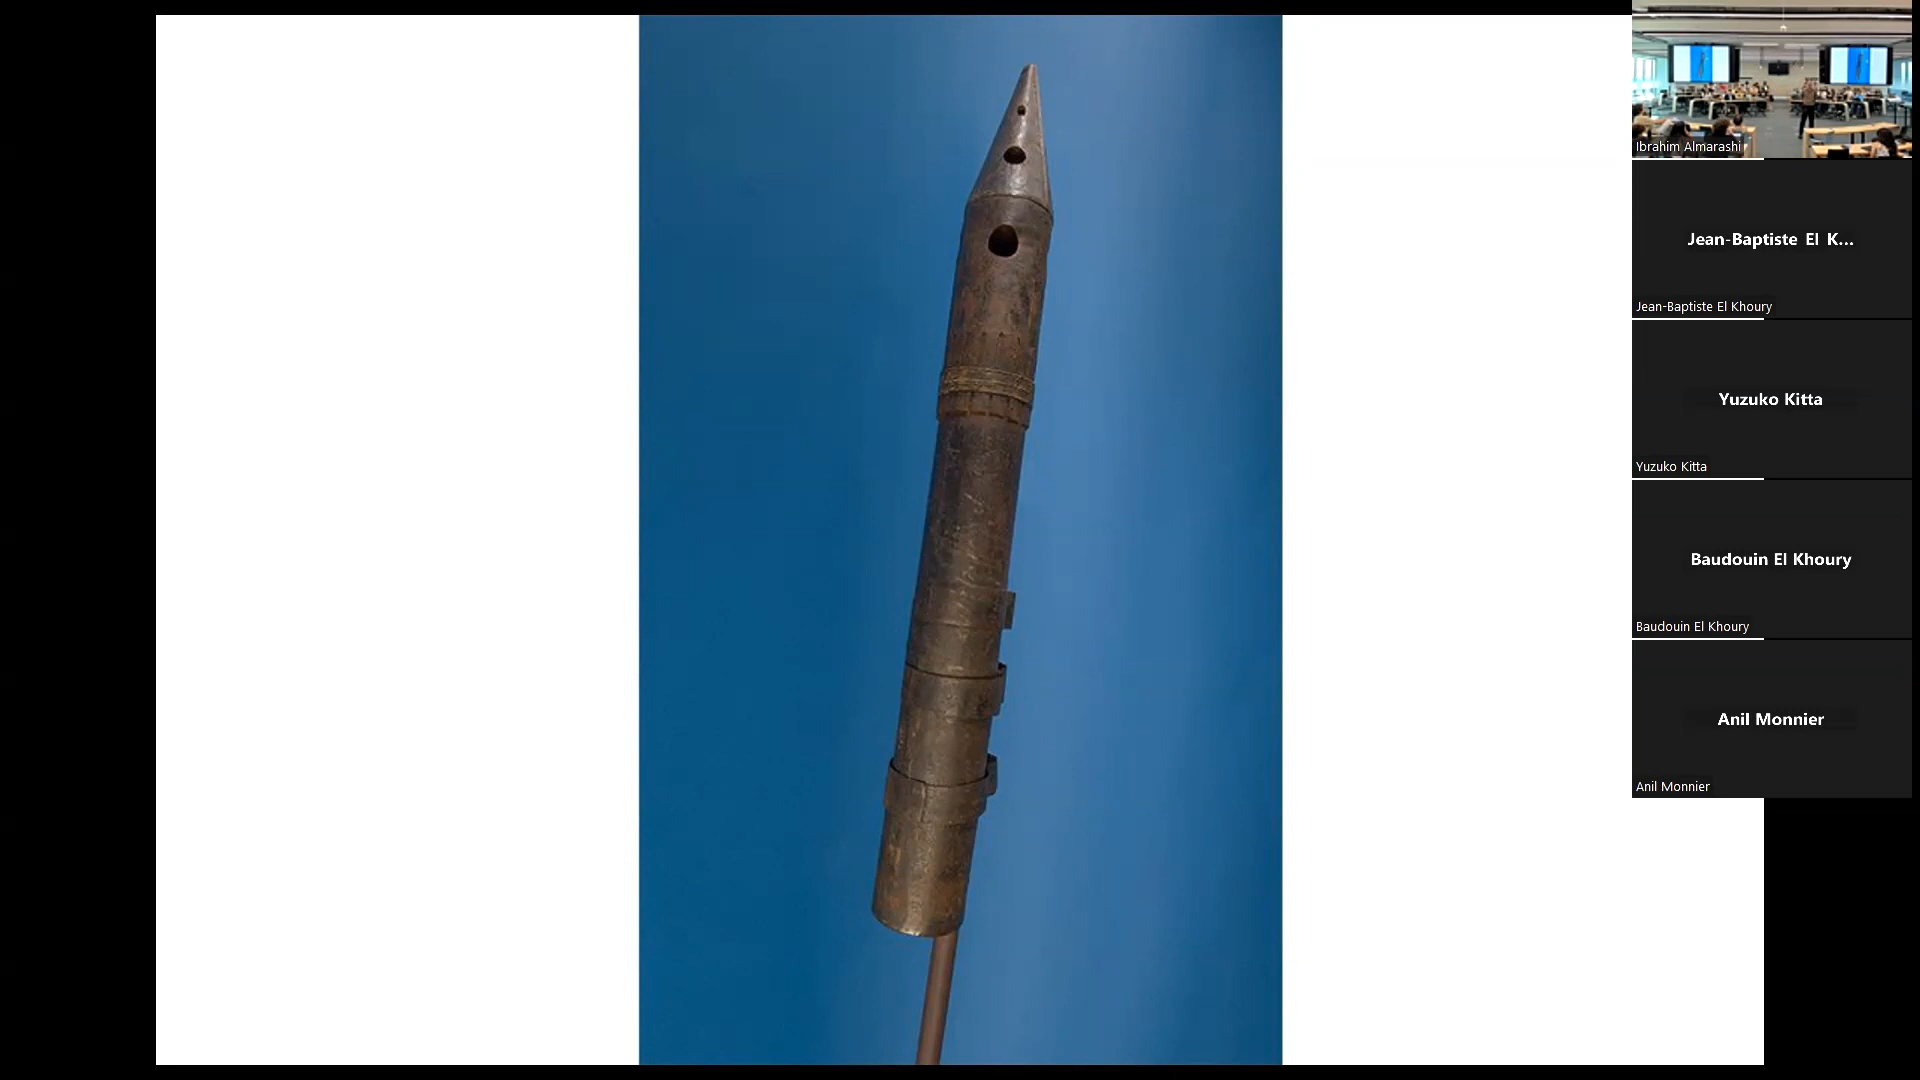 Ibrahim Almarashi
Jean-Baptiste El K...
Jean-Baptiste El Khoury
Yuzuko Kitta
Yuzuko Kitta
Baudouin El Khoury
Baudouin El Khoury
Anil Monnier
Anil Monnier